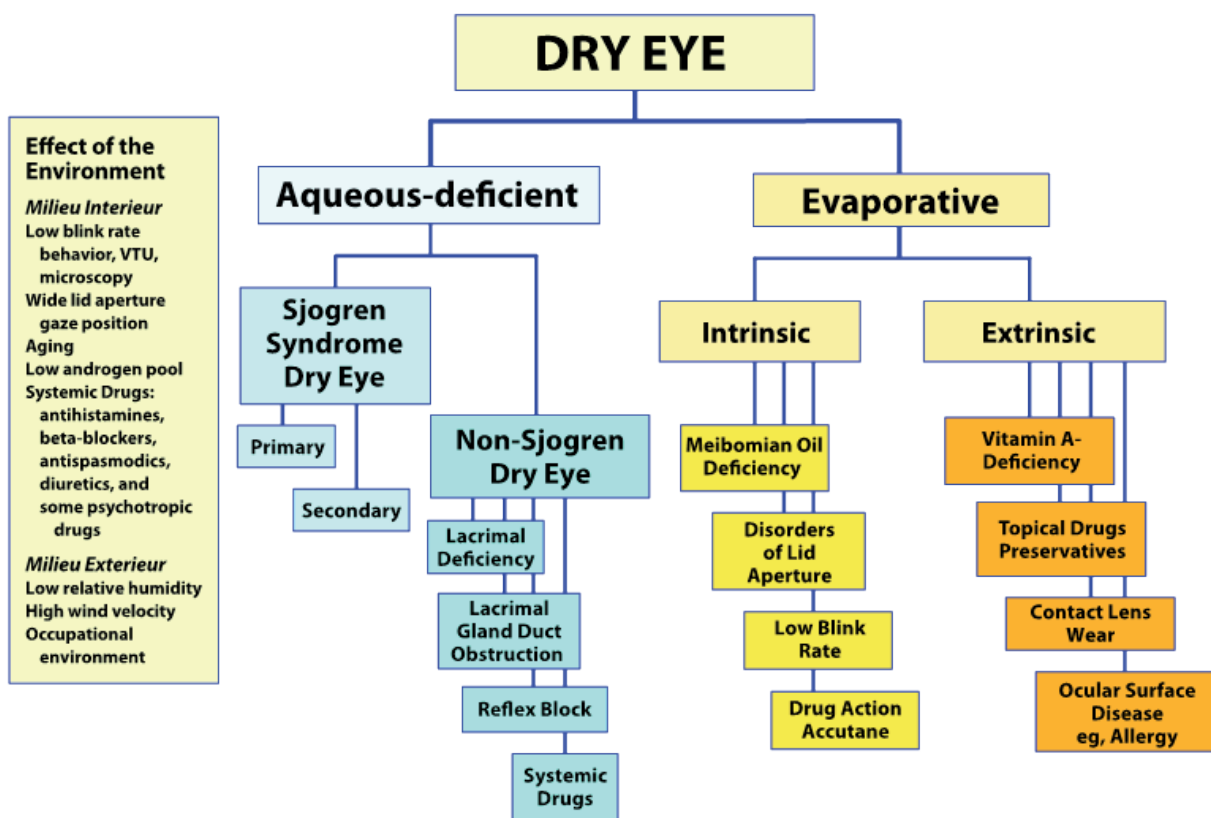 DRY EYE
Effect of the
Environment
Milieu Interieur
Low blink rate
behavior, VTU,
microscopy
Wide lid aperture
gaze position
Aging
Low androgen pool
Systemic Drugs:
antihistamines,
beta-blockers,
antispasmodics,
diuretics, and
some psychotropic
drugs
Milieu Exterieur
Low relative humidity
High wind velocity
Occupational
environment
Aqueous-deficient
Evaporative
Sjogren
Syndrome
Dry Eye
Primary
Secondary
Non-Sjogren
Dry Eye
Lacrimal
Deficiency
Lacrimal
Gland Duct
Obstruction
Reflex Block
Systemic
Drugs
Intrinsic
Meibomian Oil
Deficiency
Disorders
of Lid
Aperture
Low Blink
Rate
Drug Action
Accutane
Extrinsic
Vitamin A-
Deficiency
Topical Drugs
Preservatives
Contact Lens
Wear
Ocular Surface
Disease
eg, Allergy